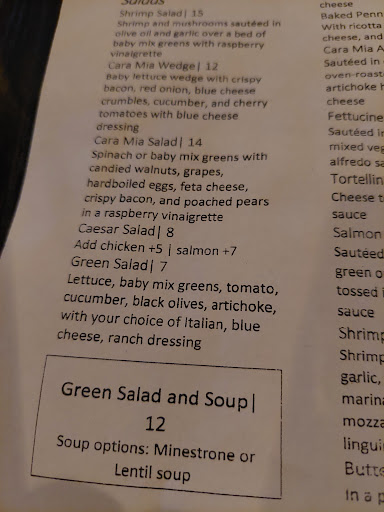 Salads
Shrimp Salad| 15
Shrimp and mushrooms sautéed in
olive oil and garlic over a bed of
baby mix greens with raspberry
vinaigrette
Cara Mia Wedge| 12
Baby lettuce wedge with crispy
bacon, red onion, blue cheese
crumbles, cucumber, and cherry
tomatoes with blue cheese
dressing
Cara Mia Salad| 14
Spinach or baby mix greens with
candied walnuts, grapes,
hardboiled eggs, feta cheese,
crispy bacon, and poached pears
in a raspberry vinaigrette
Caesar Salad| 8
Add chicken +5 | salmon +7
Green Salad| 7
Lettuce, baby mix greens, tomato,
cucumber, black olives, artichoke,
with your choice of Italian, blue
cheese, ranch dressing
Green Salad and Soup|
12
Soup options: Minestrone or
Lentil soup
cheese
Baked Penn
With ricotta
cheese, and
Cara Mia A
Sautéed in
oven-roast
artichoke h
cheese
Fettucine
Sautéed in
mixed veg
alfredo sa
Tortellin
Cheese t
sauce
Salmon
Sautéed
green o
tossed i
sauce
Shrimp
Shrimp
garlic,
marina
mozza
lingui
Butte
In a p